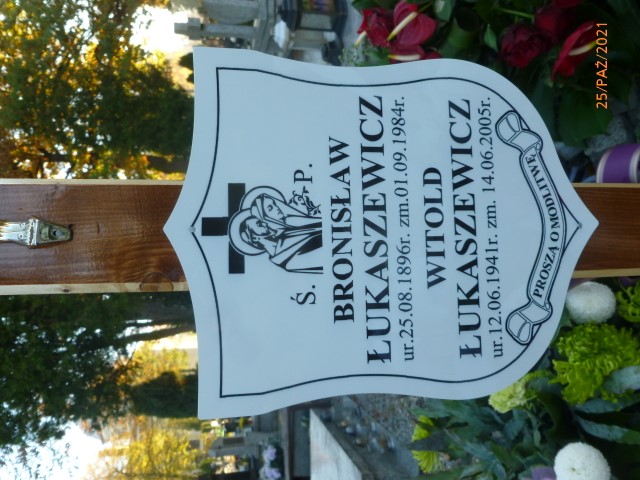 Ś. P.
BRONISŁAW
ŁUKASZEWICZ
ur.25.08.1896r. zm.01.09.1984r.
WITOLD
ŁUKASZEWICZ
ur.12.06.1941r. zm. 14.06.2005r.
PROSZĄ O MODLITWĘ.
25/PAŹ/2021